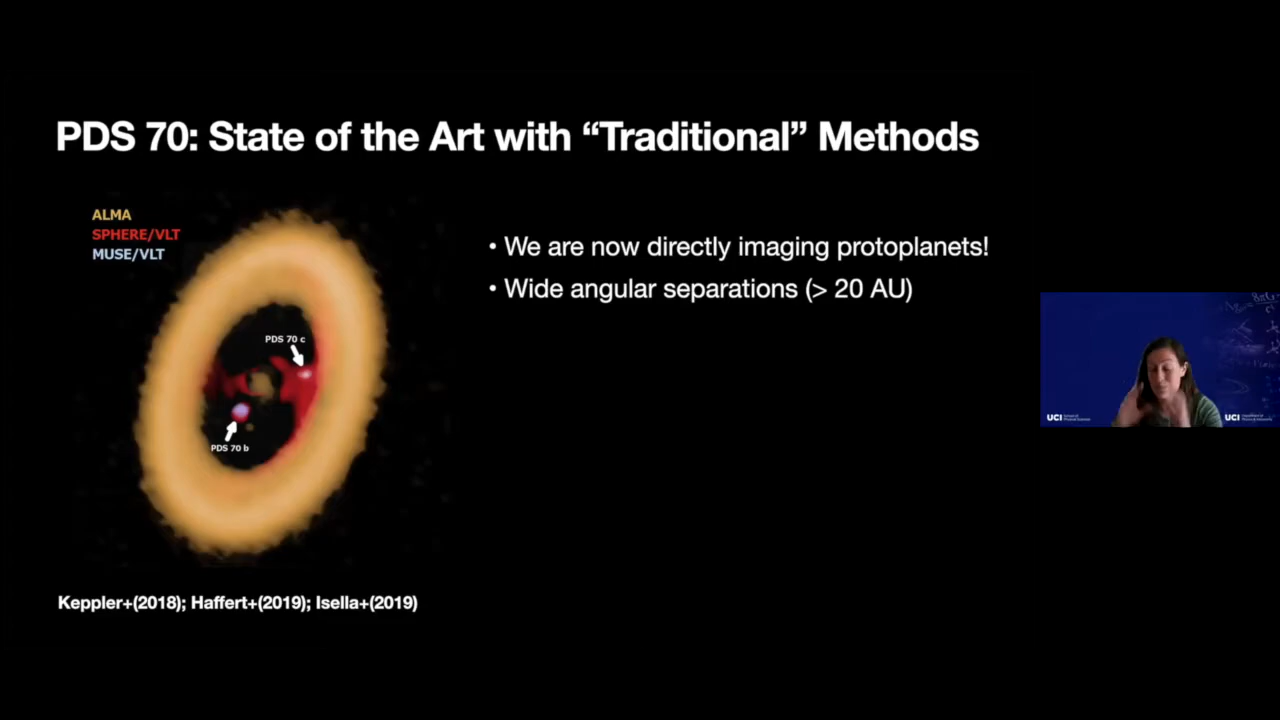 PDS 70: State of the Art with “Traditional” Methods
ALMA
SPHERE/VLT
MUSE/VLT
• We are now directly imaging protoplanets!
• Wide angular separations (> 20 AU)
PDS 70 c
PDS 70 b
UCI
UCI
Keppler+(2018); Haffert+(2019); Isella+(2019)